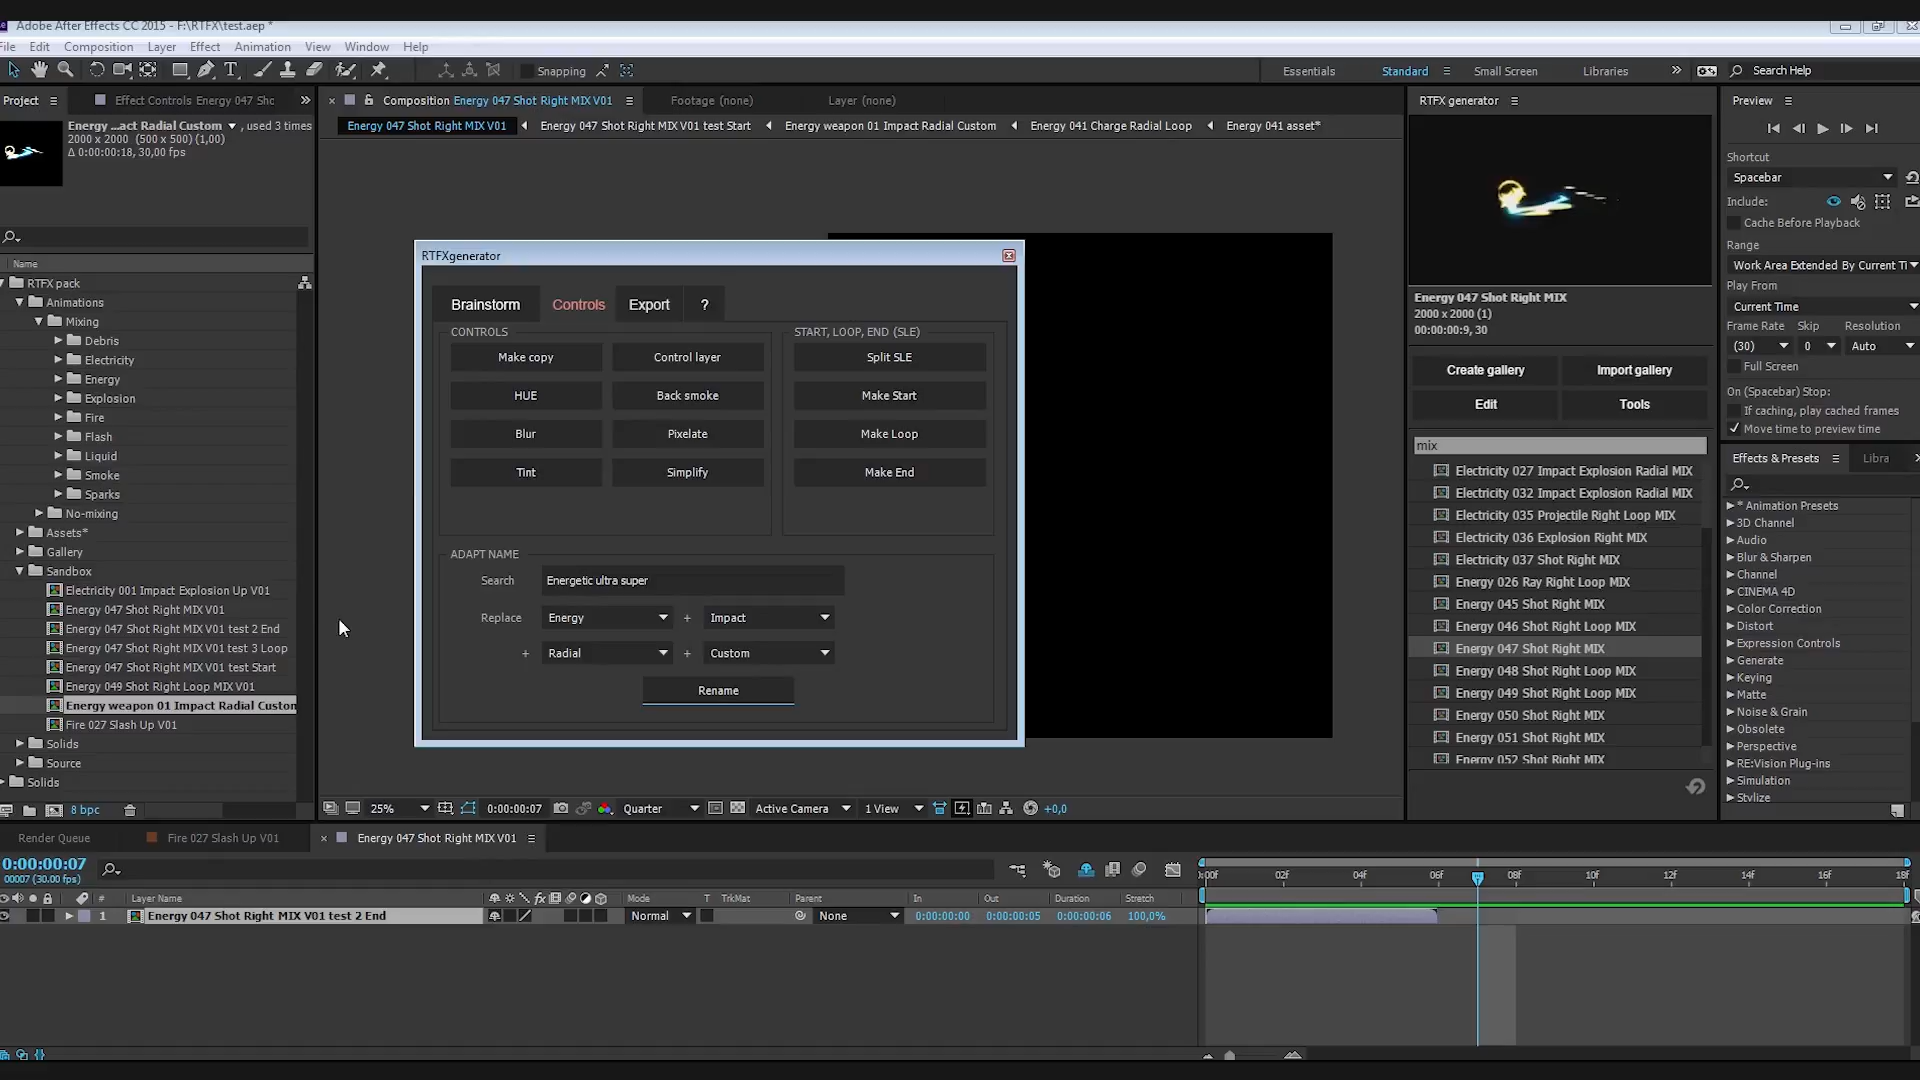 Adobe After Effects CC 2015 - F:\RTFX\test.aep *
File Edit Composition Layer Effect Animation View Window Help
Snapping
Essentials Standard Small Screen Libraries Search Help
Project Effect Controls Energy 047 Sho
Energy ...act Radial Custom , used 3 times
2000 x 2000 (500 x 500) (1,00)
Δ 0:00:00:18, 30,00 fps
Name
RTFX pack
Animations
Mixing
Debris
Electricity
Energy
Explosion
Fire
Flash
Liquid
Smoke
Sparks
No-mixing
Assets*
Gallery
Sandbox
Electricity 001 Impact Explosion Up V01
Energy 047 Shot Right MIX V01
Energy 047 Shot Right MIX V01 test 2 End
Energy 047 Shot Right MIX V01 test 3 Loop
Energy 047 Shot Right MIX V01 test Start
Energy 049 Shot Right Loop MIX V01
Energy weapon 01 Impact Radial Custon
Fire 027 Slash Up V01
Solids
Source
Solids
8 bpc
Composition Energy 047 Shot Right MIX V01 Footage (none) Layer (none)
Energy 047 Shot Right MIX V01 Energy 047 Shot Right MIX V01 test Start Energy weapon 01 Impact Radial Custom Energy 041 Charge Radial Loop Energy 041 asset*
RTFXgenerator
Brainstorm Controls Export ?
CONTROLS
Make copy Control layer
HUE Back smoke
Blur Pixelate
Tint Simplify
START, LOOP, END (SLE)
Split SLE
Make Start
Make Loop
Make End
ADAPT NAME
Search Energetic ultra super
Replace Energy + Impact
+ Radial + Custom
Rename
25% 0:00:00:07 Quarter Active Camera 1 View +0,0
RTFX generator
Energy 047 Shot Right MIX
2000 x 2000 (1)
00:00:00:9, 30
Create gallery Import gallery
Edit Tools
mix
Electricity 027 Impact Explosion Radial MIX
Electricity 032 Impact Explosion Radial MIX
Electricity 035 Projectile Right Loop MIX
Electricity 036 Explosion Right MIX
Electricity 037 Shot Right MIX
Energy 026 Ray Right Loop MIX
Energy 045 Shot Right MIX
Energy 046 Shot Right Loop MIX
Energy 047 Shot Right MIX
Energy 048 Shot Right Loop MIX
Energy 049 Shot Right Loop MIX
Energy 050 Shot Right MIX
Energy 051 Shot Right MIX
Energy 052 Shot Right MIX
Preview
Shortcut
Spacebar
Include:
Cache Before Playback
Range
Work Area Extended By Current Ti
Play From
Current Time
Frame Rate Skip Resolution
(30) 0 Auto
Full Screen
On (Spacebar) Stop:
If caching, play cached frames
Move time to preview time
Effects & Presets Libra
* Animation Presets
3D Channel
Audio
Blur & Sharpen
Channel
CINEMA 4D
Color Correction
Distort
Expression Controls
Generate
Keying
Matte
Noise & Grain
Obsolete
Perspective
RE:Vision Plug-ins
Simulation
Stylize
Render Queue Fire 027 Slash Up V01 Energy 047 Shot Right MIX V01
0:00:00:07
00007 (30.00 fps)
# Layer Name Mode T TrkMat Parent In Out Duration Stretch
1 Energy 047 Shot Right MIX V01 test 2 End Normal None 0:00:00:00 0:00:00:05 0:00:00:06 100,0%
:00F 02F 04F 06F 08F 10F 12F 14F 16F 18F